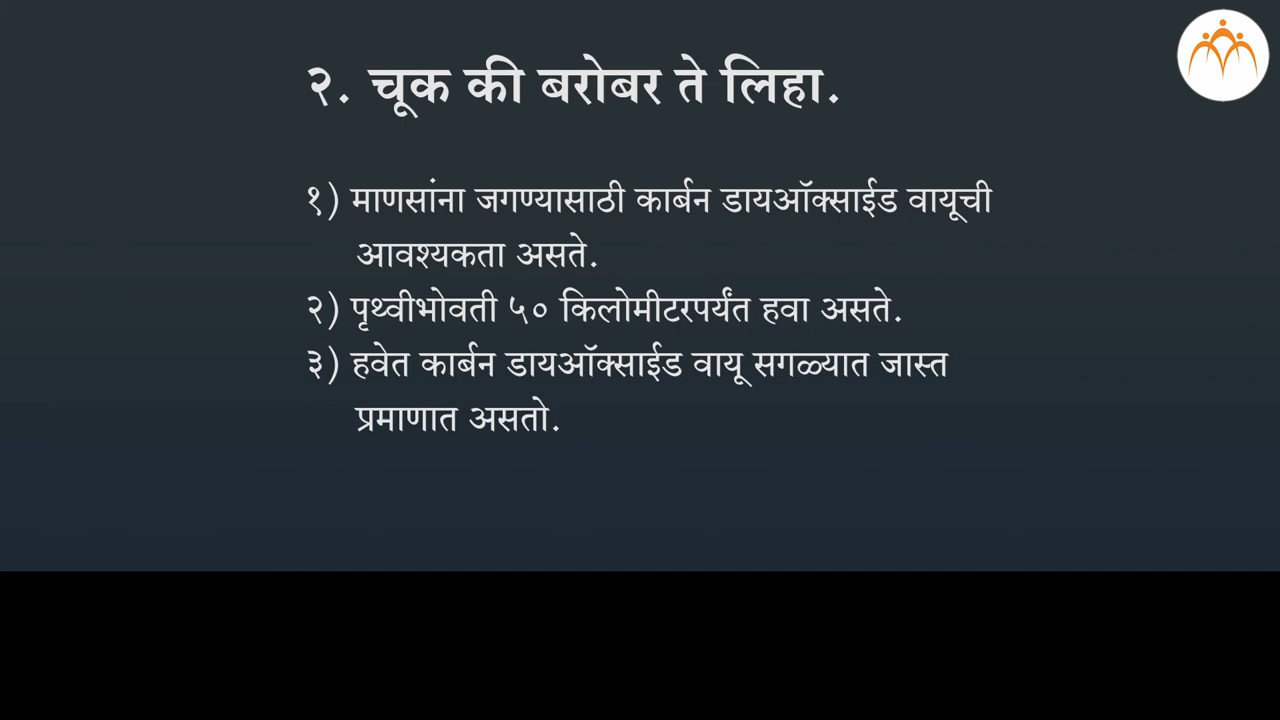 २. चूक की बरोबर ते लिहा.
१) माणसांना जगण्यासाठी कार्बन डायऑक्साईड वायूची
आवश्यकता असते.
२) पृथ्वीभोवती ५० किलोमीटरपर्यंत हवा असते.
३) हवेत कार्बन डायऑक्साईड वायू सगळ्यात जास्त
प्रमाणात असतो.